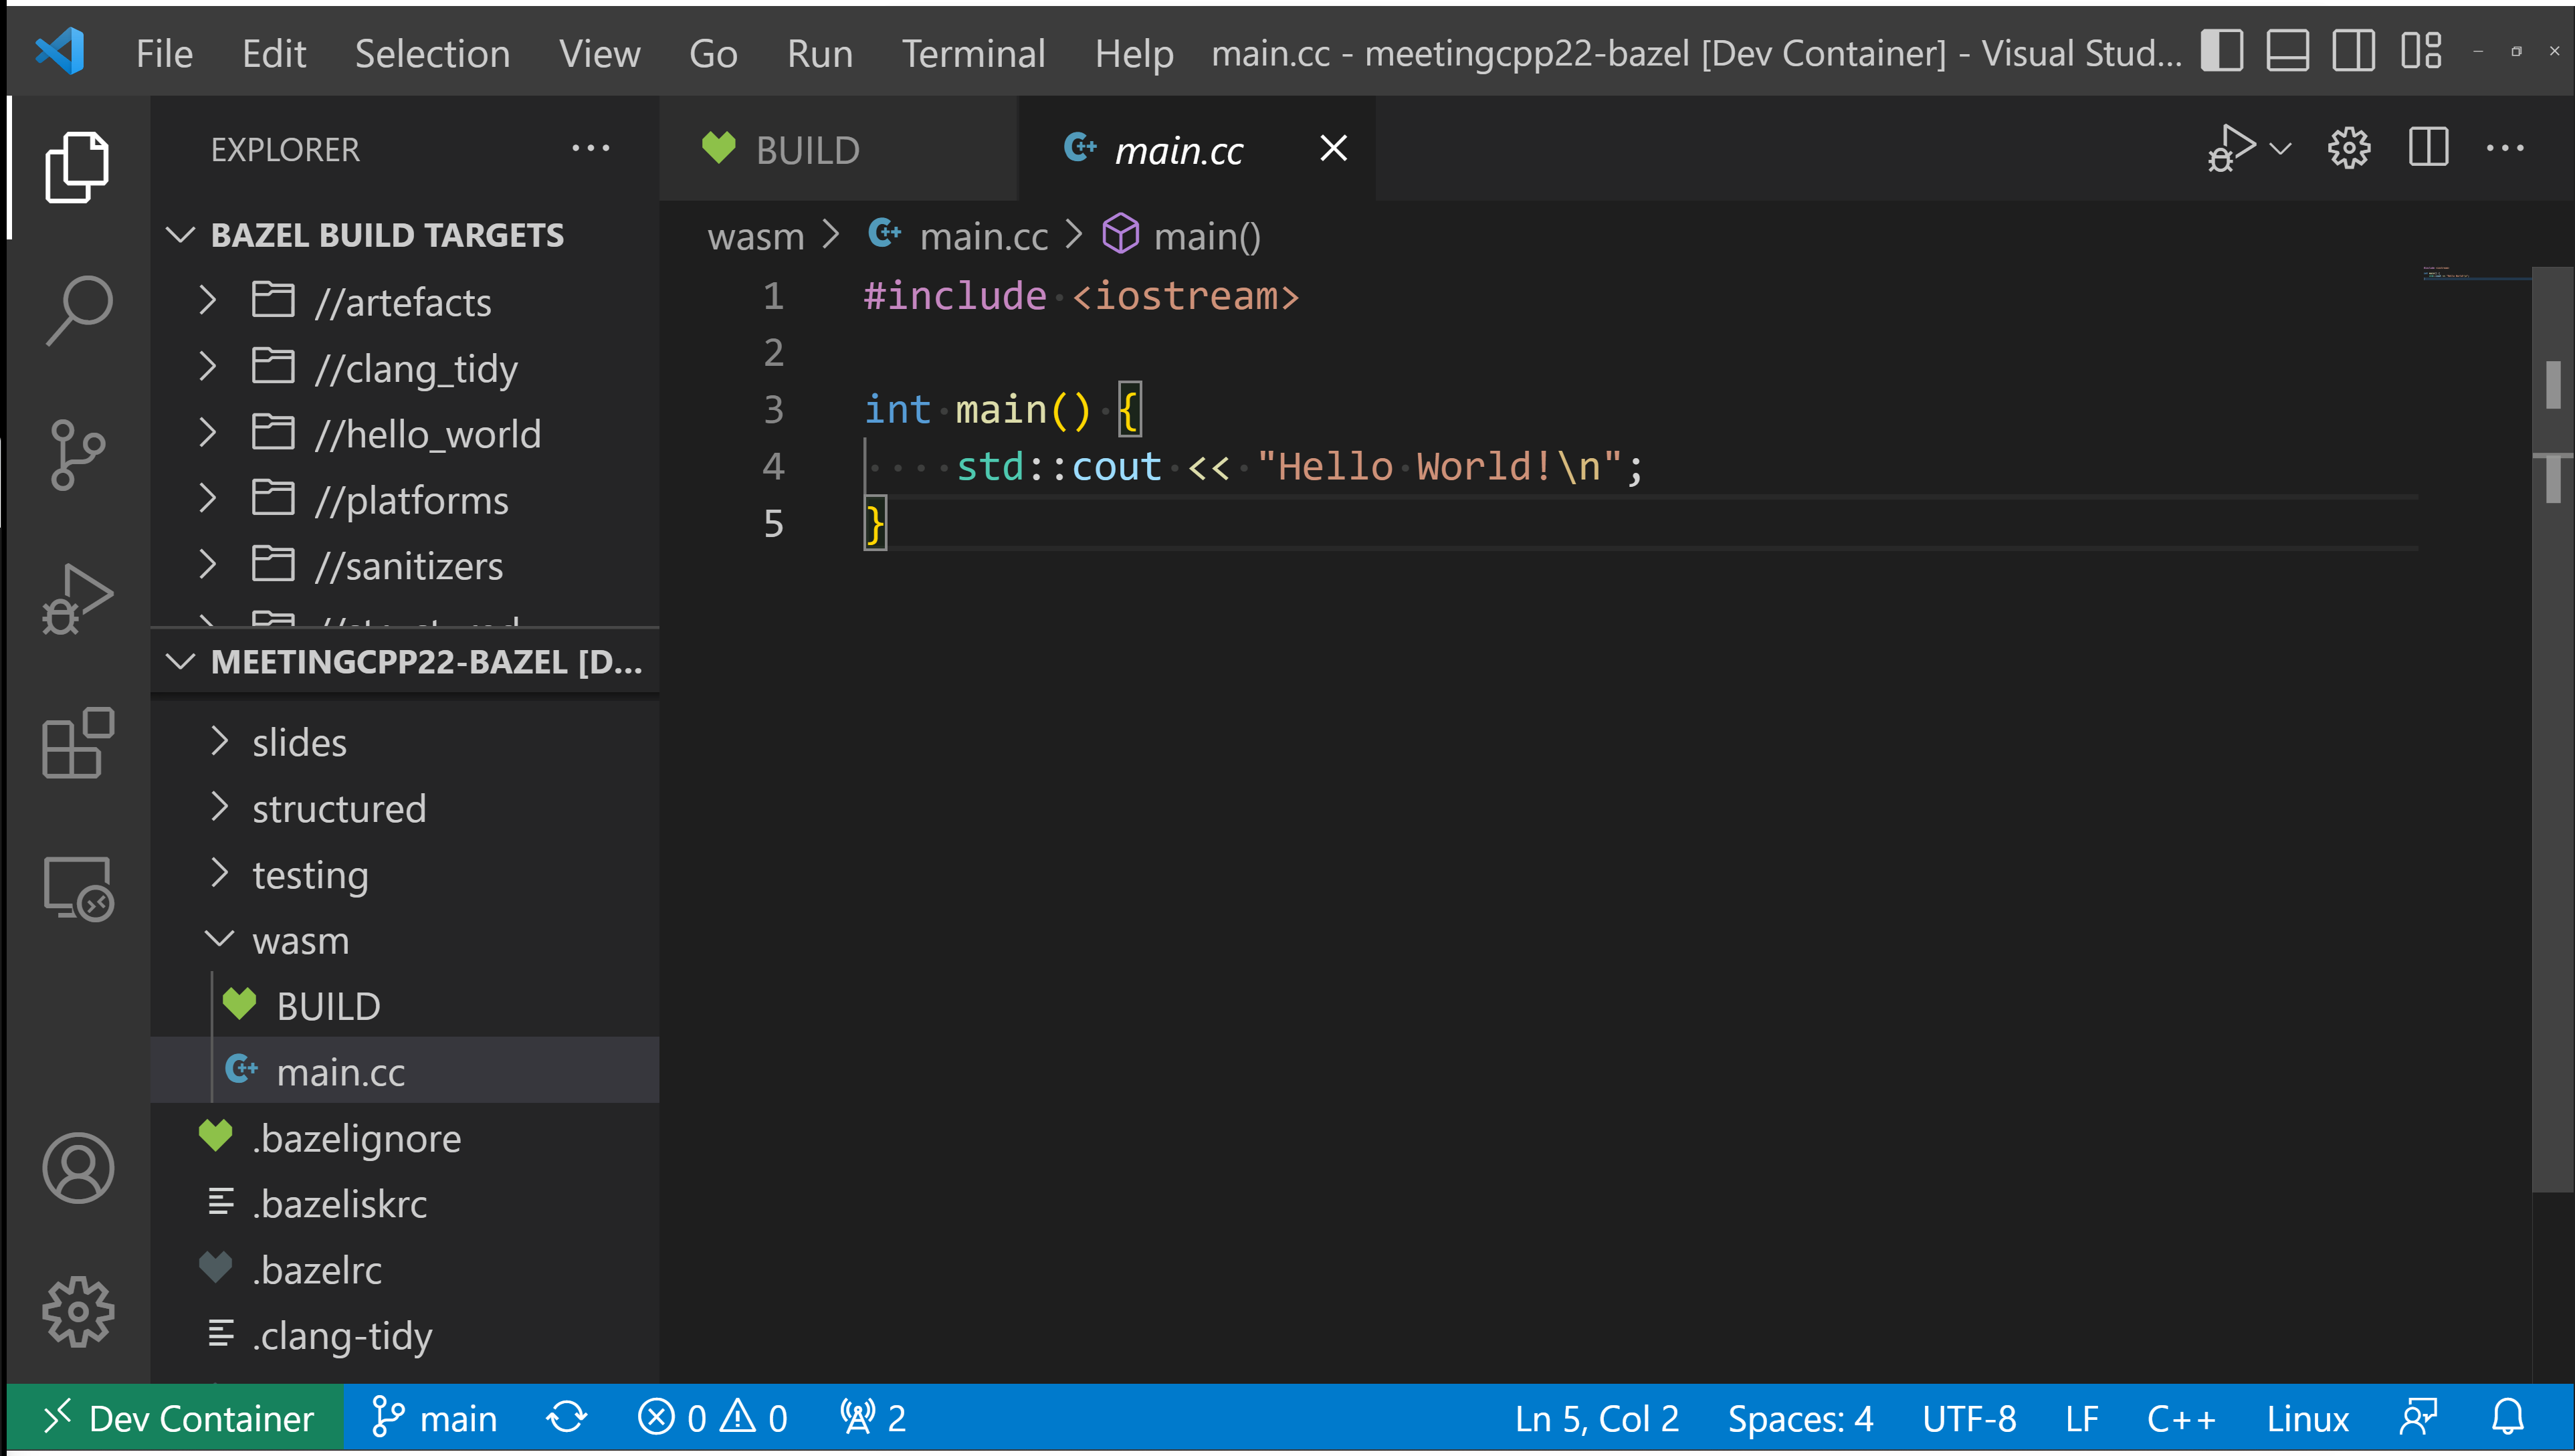 File Edit Selection View Go Run Terminal Help main.cc - meetingcpp22-bazel [Dev Container] - Visual Stud...
EXPLORER
BAZEL BUILD TARGETS
//artefacts
//clang_tidy
//hello_world
//platforms
//sanitizers
//structured
MEETINGCPP22-BAZEL [D...
slides
structured
testing
wasm
BUILD
main.cc
.bazelignore
.bazeliskrc
.bazelrc
.clang-tidy
BUILD main.cc
wasm > main.cc > main()
1 #include <iostream>
2
3 int main() {
4     std::cout << "Hello World!\n";
5 }
Dev Container main 0 0 2 Ln 5, Col 2 Spaces: 4 UTF-8 LF C++ Linux